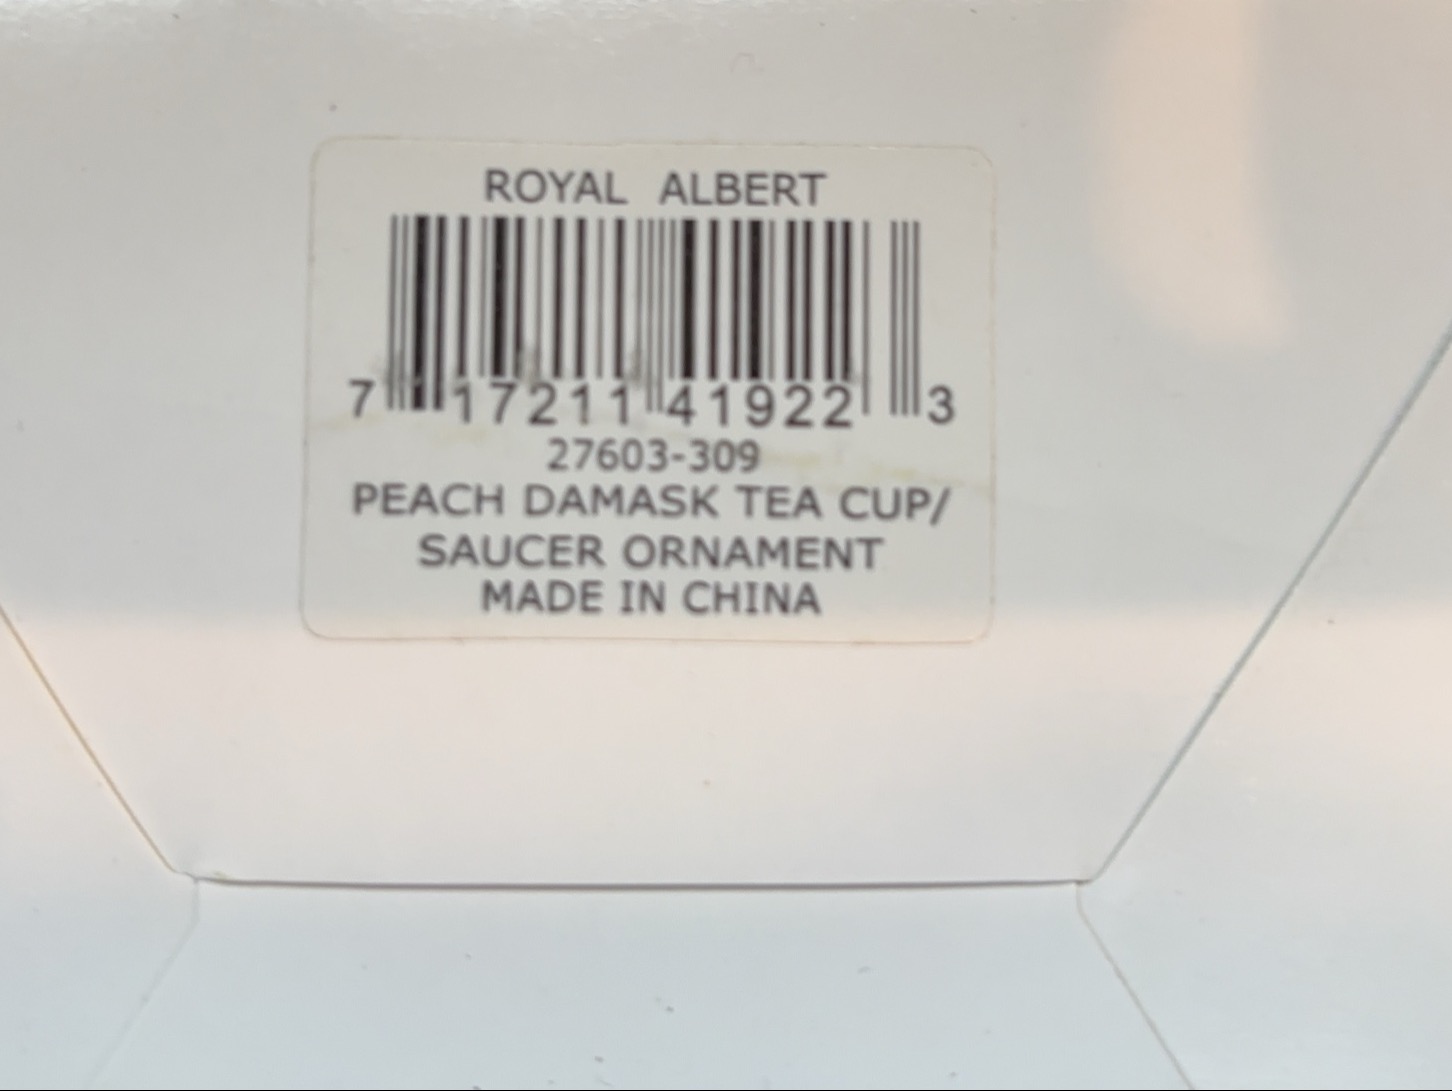 ROYAL ALBERT
7 17211 41922 3
27603-309
PEACH DAMASK TEA CUP/
SAUCER ORNAMENT
MADE IN CHINA